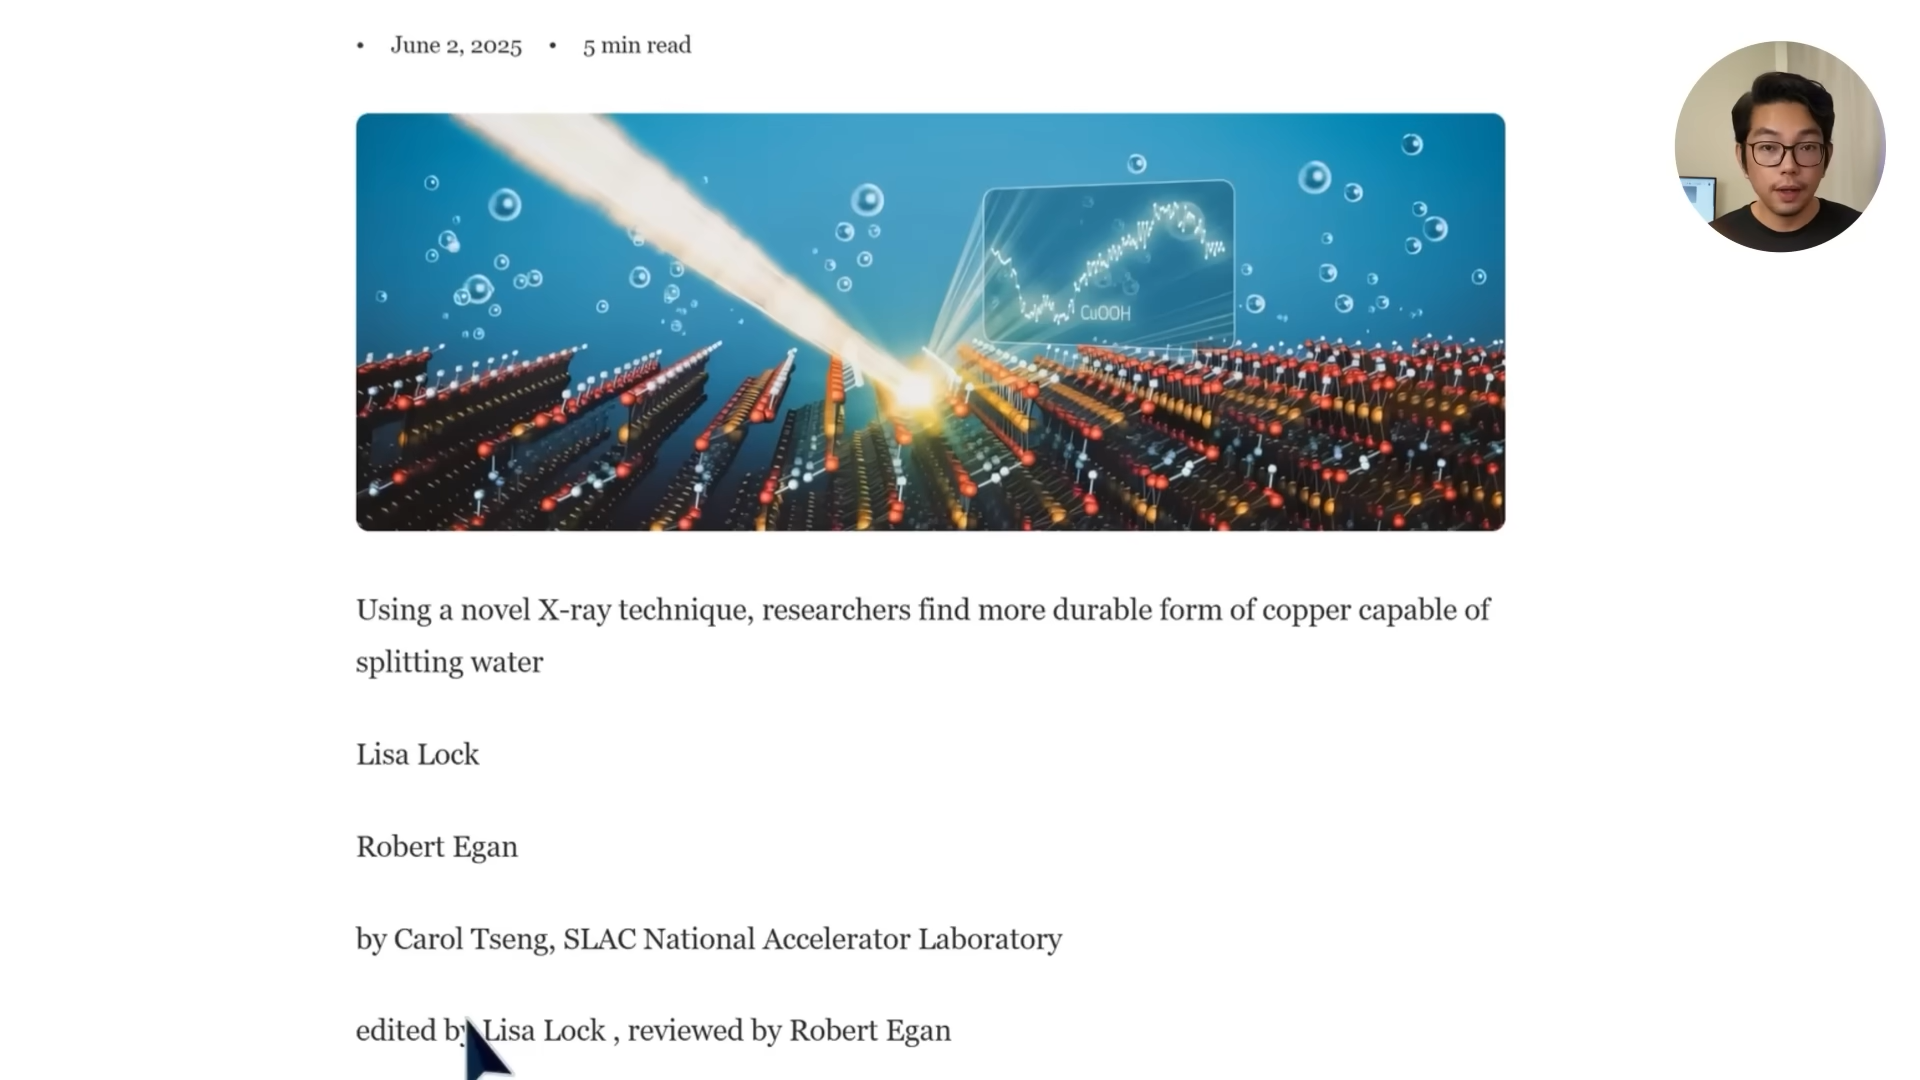 • June 2, 2025 • 5 min read
CuOOH
Using a novel X-ray technique, researchers find more durable form of copper capable of
splitting water
Lisa Lock
Robert Egan
by Carol Tseng, SLAC National Accelerator Laboratory
edited by Lisa Lock , reviewed by Robert Egan